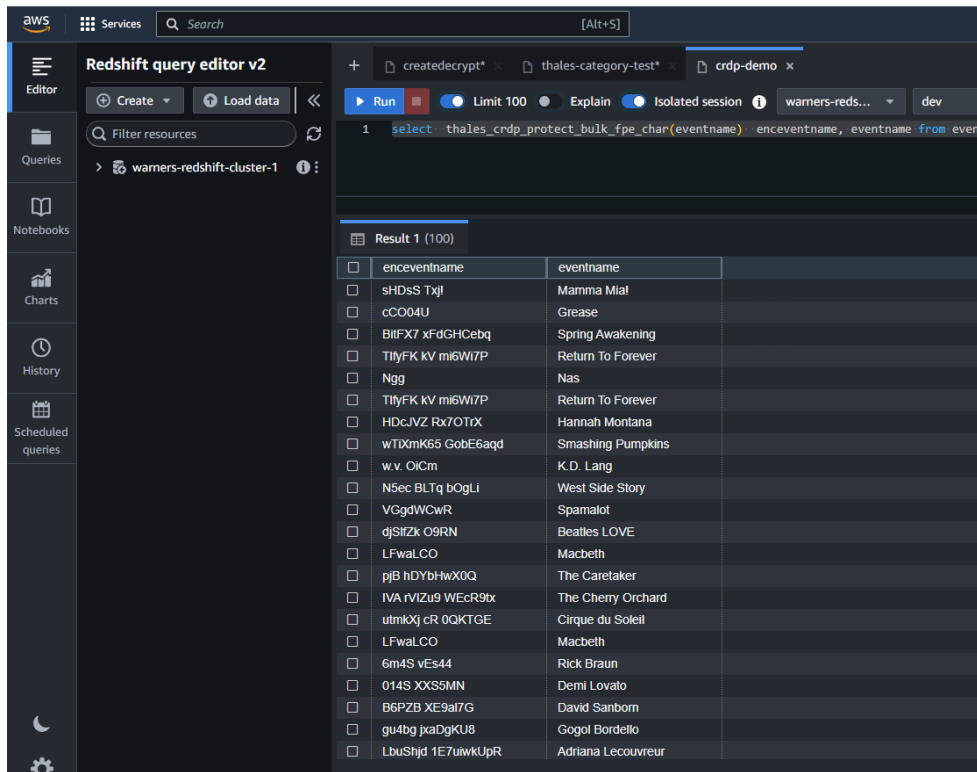 aws Services Search [Alt+S]
Editor
Queries
Notebooks
Charts
History
Scheduled queries
Redshift query editor v2
Create Load data
Filter resources
warners-redshift-cluster-1
+ createdecrypt* × thales-category-test* × crdp-demo ×
Run Limit 100 Explain Isolated session warners-reds... dev
1 select thales_crdp_protect_bulk_fpe_char(eventname) enceventname, eventname from even
Result 1 (100)
enceventname eventname
sHDsS Txj! Mamma Mia!
cCO04U Grease
BitFX7 xFdGHCebq Spring Awakening
TlfyFK kV mi6Wi7P Return To Forever
Ngg Nas
TlfyFK kV mi6Wi7P Return To Forever
HDcJVZ Rx7OTrX Hannah Montana
wTiXmK65 GobE6aqd Smashing Pumpkins
w.v. OiCm K.D. Lang
N5ec BLTq bOgLi West Side Story
VGgdWCwR Spamalot
djSlfZk O9RN Beatles LOVE
LFwaLCO Macbeth
pjB hDYbHwX0Q The Caretaker
IVA rVIZu9 WEcR9tx The Cherry Orchard
utmkXj cR 0QKTGE Cirque du Soleil
LFwaLCO Macbeth
6m4S vEs44 Rick Braun
014S XXS5MN Demi Lovato
B6PZB XE9al7G David Sanborn
gu4bg jxaDgKU8 Gogol Bordello
LbuShjd 1E7uiwkUpR Adriana Lecouvreur